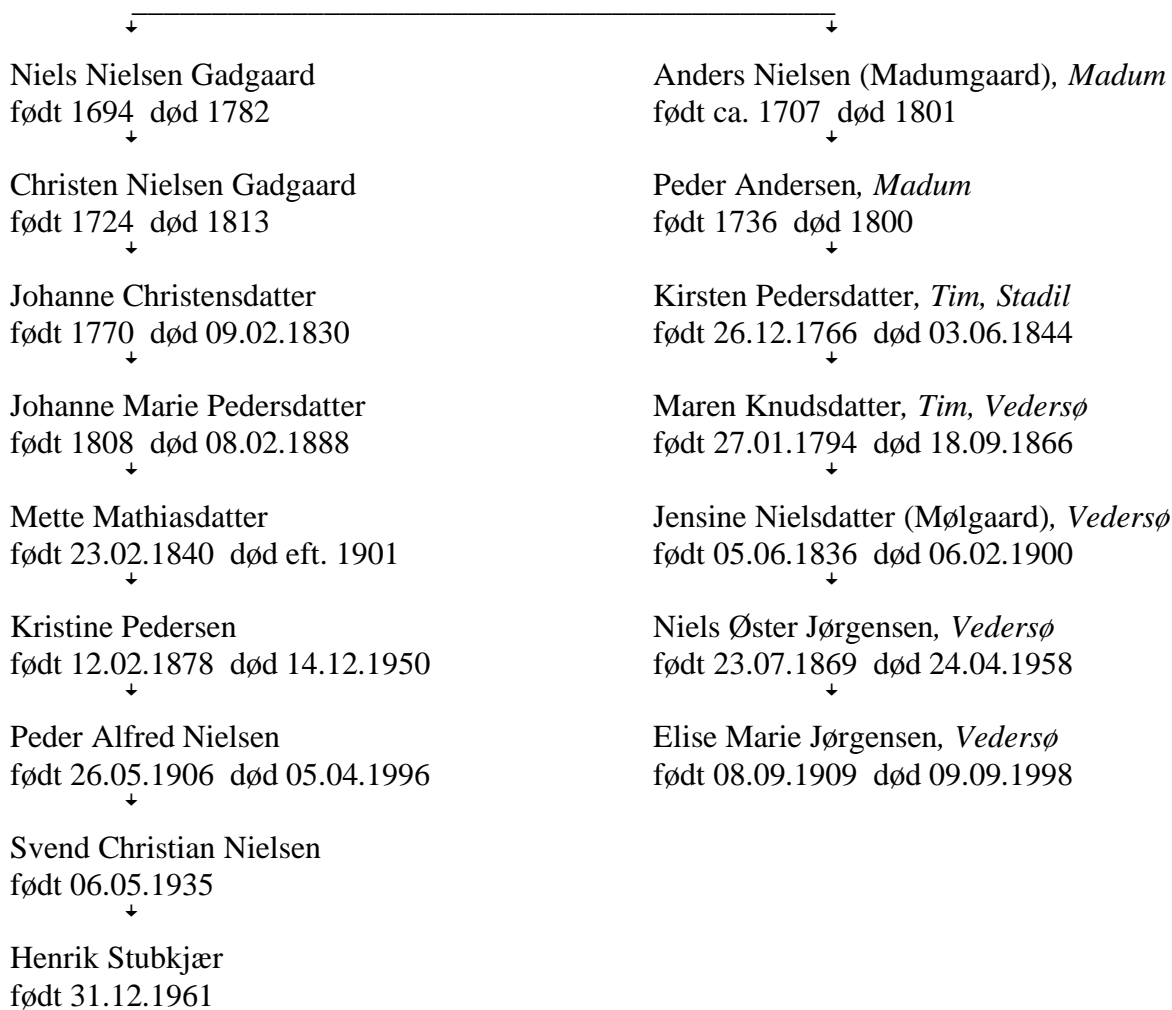 Niels Nielsen Gadgaard
født 1694 død 1782
Christen Nielsen Gadgaard
født 1724 død 1813
Johanne Christensdatter
født 1770 død 09.02.1830
Johanne Marie Pedersdatter
født 1808 død 08.02.1888
Mette Mathiasdatter
født 23.02.1840 død eft. 1901
Kristine Pedersen
født 12.02.1878 død 14.12.1950
Peder Alfred Nielsen
født 26.05.1906 død 05.04.1996
Svend Christian Nielsen
født 06.05.1935
Henrik Stubkjær
født 31.12.1961
Anders Nielsen (Madumgaard), Madum
født ca. 1707 død 1801
Peder Andersen, Madum
født 1736 død 1800
Kirsten Pedersdatter, Tim, Stadil
født 26.12.1766 død 03.06.1844
Maren Knudsdatter, Tim, Vedersø
født 27.01.1794 død 18.09.1866
Jensine Nielsdatter (Mølgaard), Vedersø
født 05.06.1836 død 06.02.1900
Niels Øster Jørgensen, Vedersø
født 23.07.1869 død 24.04.1958
Elise Marie Jørgensen, Vedersø
født 08.09.1909 død 09.09.1998